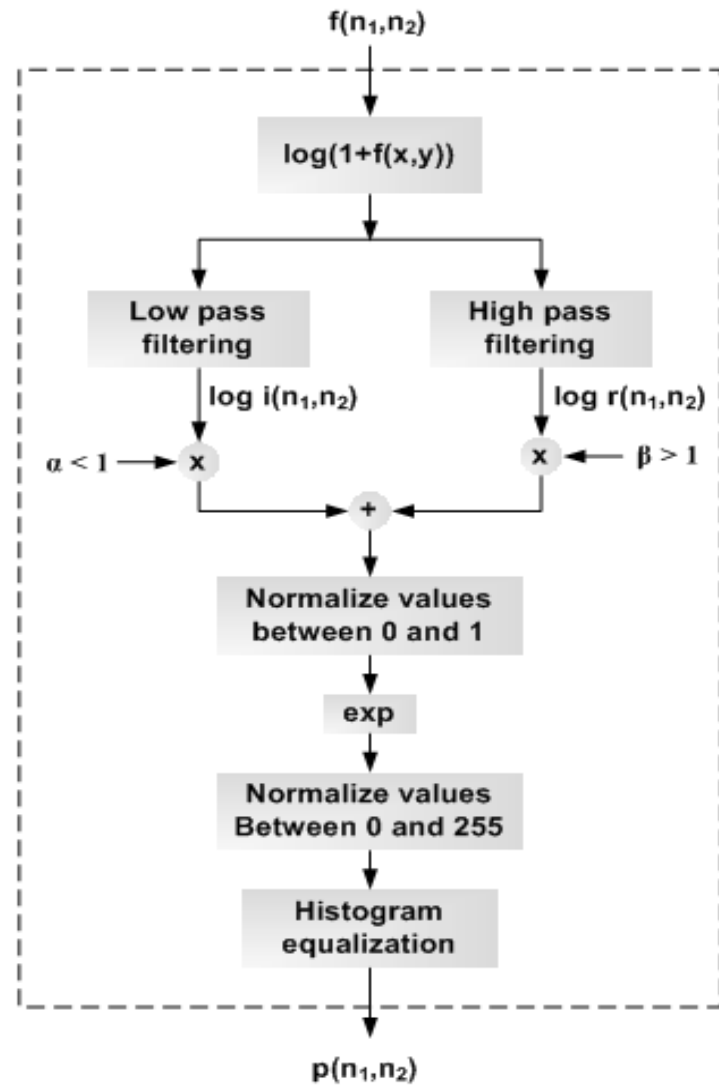 f(n₁,n₂)
log(1+f(x,y))
Low pass
filtering
High pass
filtering
log i(n₁,n₂)
log r(n₁,n₂)
α < 1
x
x
β > 1
+
Normalize values
between 0 and 1
exp
Normalize values
Between 0 and 255
Histogram
equalization
p(n₁,n₂)